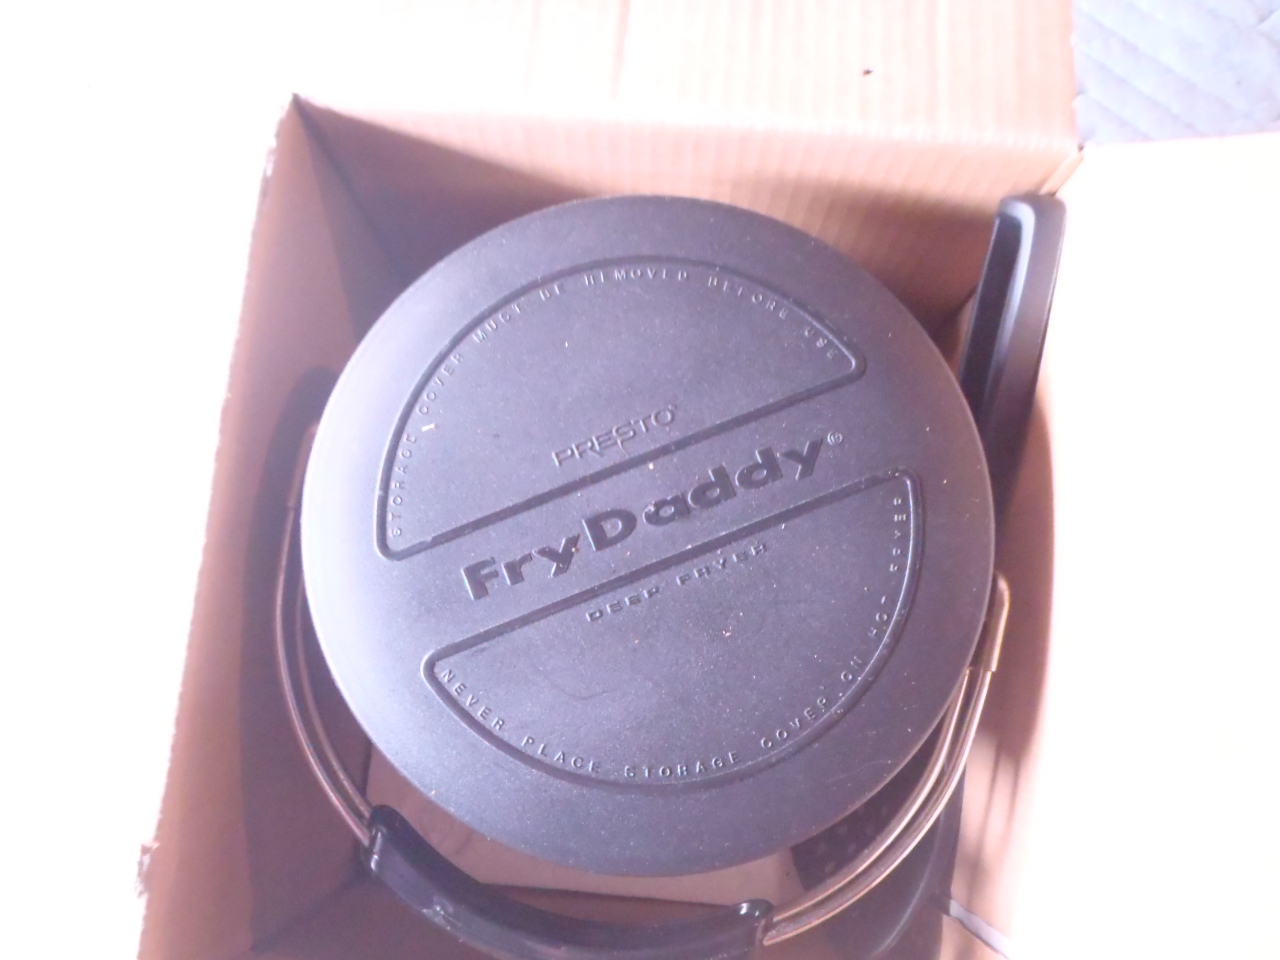 STORAGE COVER MUST BE REMOVED BEFORE USE
PRESTO®
FryDaddy®
DEEP FRYER
NEVER PLACE STORAGE COVER ON HOT FRYER